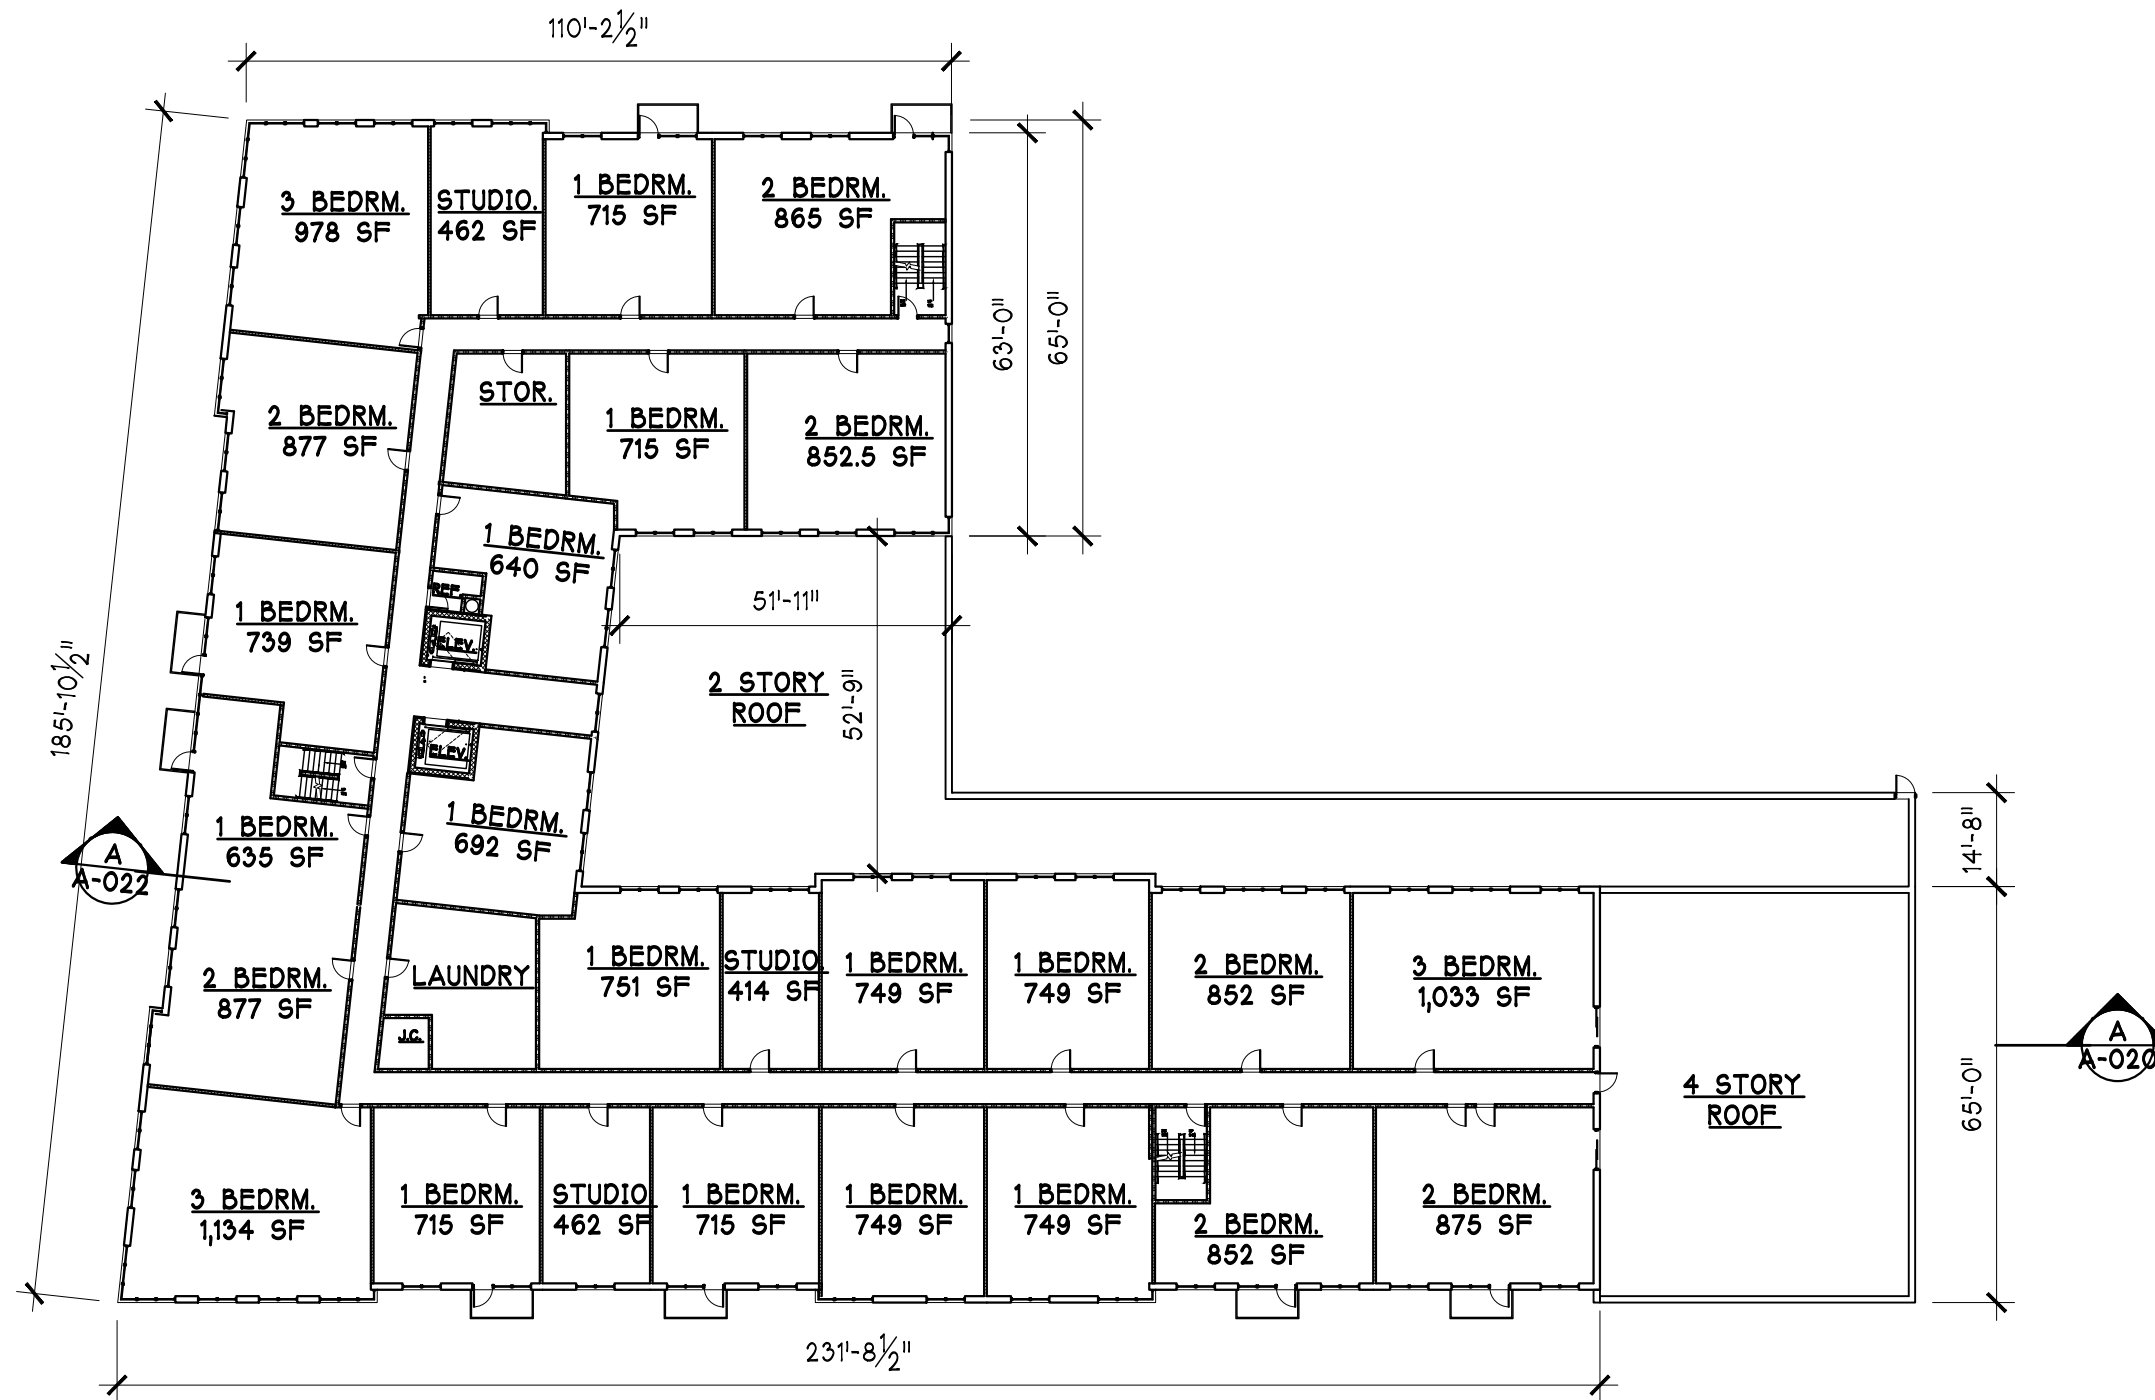 110'-2½"
3 BEDRM.
978 SF
STUDIO.
462 SF
1 BEDRM.
715 SF
2 BEDRM.
865 SF
63'-0"
65'-0"
STOR.
1 BEDRM.
715 SF
2 BEDRM.
852.5 SF
2 BEDRM.
877 SF
1 BEDRM.
640 SF
REF.
ELEV.
1 BEDRM.
739 SF
51'-11"
2 STORY
ROOF
52'-9"
185'-10½"
ELEV.
1 BEDRM.
692 SF
1 BEDRM.
635 SF
A
A-022
14'-8"
LAUNDRY
J.C.
2 BEDRM.
877 SF
1 BEDRM.
751 SF
STUDIO.
414 SF
1 BEDRM.
749 SF
1 BEDRM.
749 SF
2 BEDRM.
852 SF
3 BEDRM.
1,033 SF
4 STORY
ROOF
A
A-020
65'-0"
3 BEDRM.
1,134 SF
1 BEDRM.
715 SF
STUDIO
462 SF
1 BEDRM.
715 SF
1 BEDRM.
749 SF
1 BEDRM.
749 SF
2 BEDRM.
852 SF
2 BEDRM.
875 SF
231'-8½"